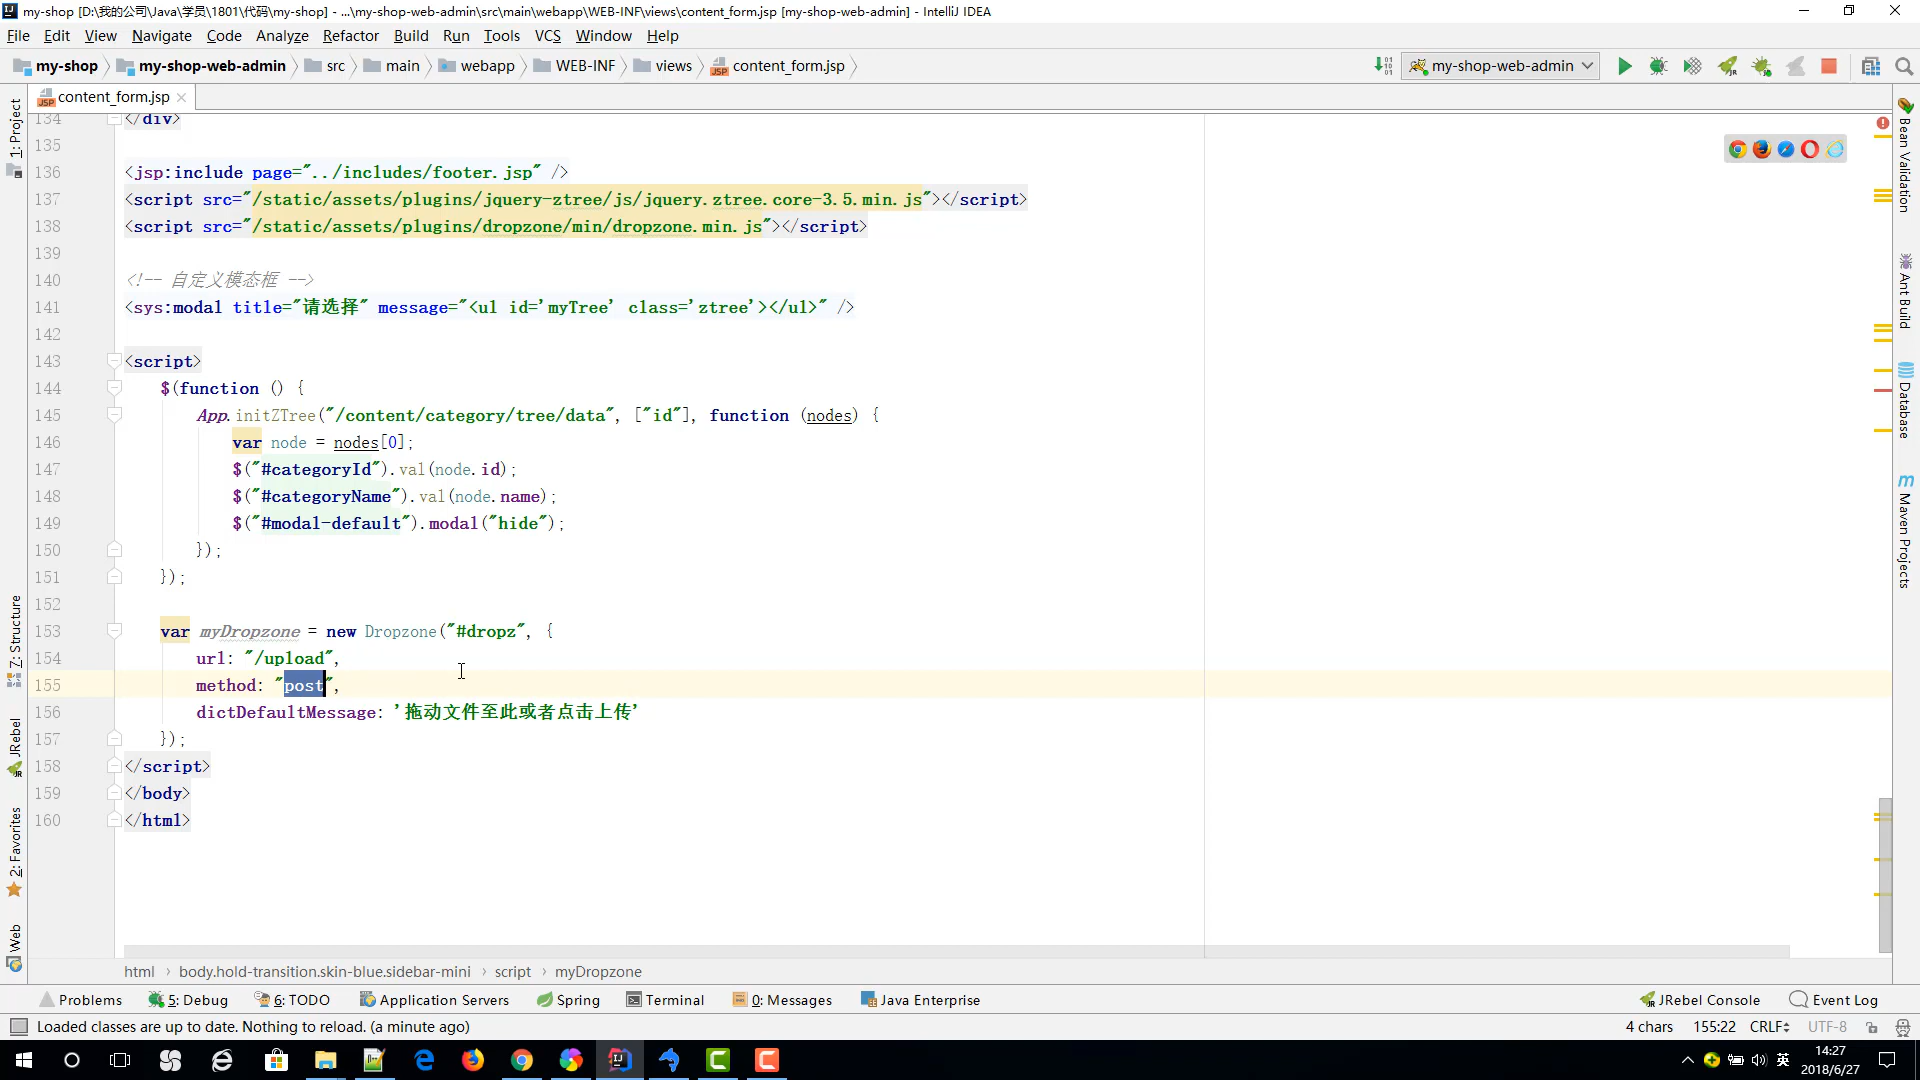 my-shop [D:\我的公司\Java\学员\1801\代码\my-shop] - ...\my-shop-web-admin\src\main\webapp\WEB-INF\views\content_form.jsp [my-shop-web-admin] - IntelliJ IDEA
File Edit View Navigate Code Analyze Refactor Build Run Tools VCS Window Help
my-shop my-shop-web-admin src main webapp WEB-INF views content_form.jsp my-shop-web-admin
content_form.jsp
134 </div>
135
136 <jsp:include page="../includes/footer.jsp" />
137 <script src="/static/assets/plugins/jquery-ztree/js/jquery.ztree.core-3.5.min.js"></script>
138 <script src="/static/assets/plugins/dropzone/min/dropzone.min.js"></script>
139
140 <!-- 自定义模态框 -->
141 <sys:modal title="请选择" message="<ul id='myTree' class='ztree'></ul>" />
142
143 <script>
144 $(function () {
145 App.initZTree("/content/category/tree/data", ["id"], function (nodes) {
146 var node = nodes[0];
147 $("#categoryId").val(node.id);
148 $("#categoryName").val(node.name);
149 $("#modal-default").modal("hide");
150 });
151 });
152
153 var myDropzone = new Dropzone("#dropz", {
154 url: "/upload",
155 method: "post",
156 dictDefaultMessage: '拖动文件至此或者点击上传'
157 });
158 </script>
159 </body>
160 </html>
1: Project
7: Structure
JRebel
2: Favorites
Web
Bean Validation
Ant Build
Database
Maven Projects
html › body.hold-transition.skin-blue.sidebar-mini › script › myDropzone
Problems 5: Debug 6: TODO Application Servers Spring Terminal 0: Messages Java Enterprise JRebel Console Event Log
Loaded classes are up to date. Nothing to reload. (a minute ago) 4 chars 155:22 CRLF UTF-8
英 14:27
2018/6/27